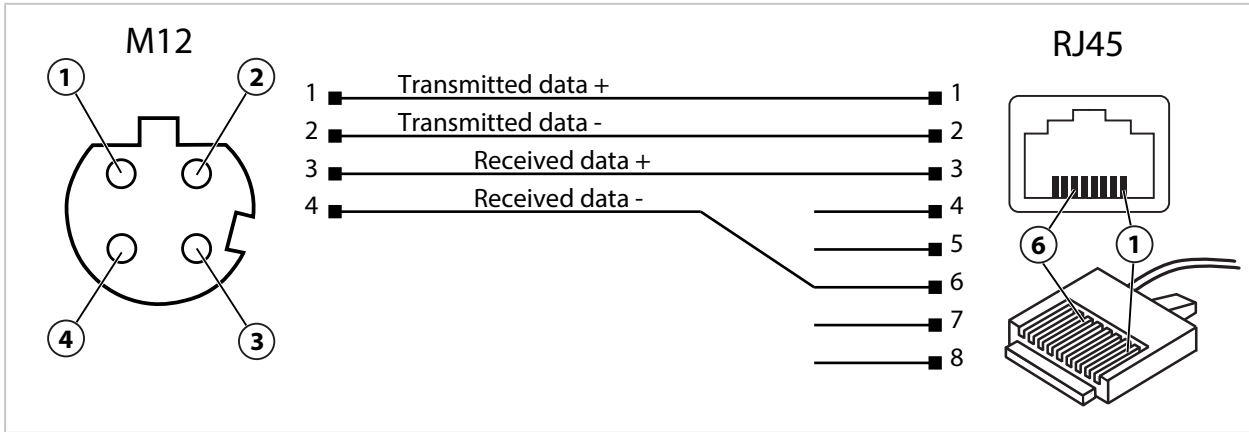 M12
RJ45
1
2
4
3
1 Transmitted data + 1
2 Transmitted data - 2
3 Received data + 3
4 Received data - 4
5
6
7
8
6 1